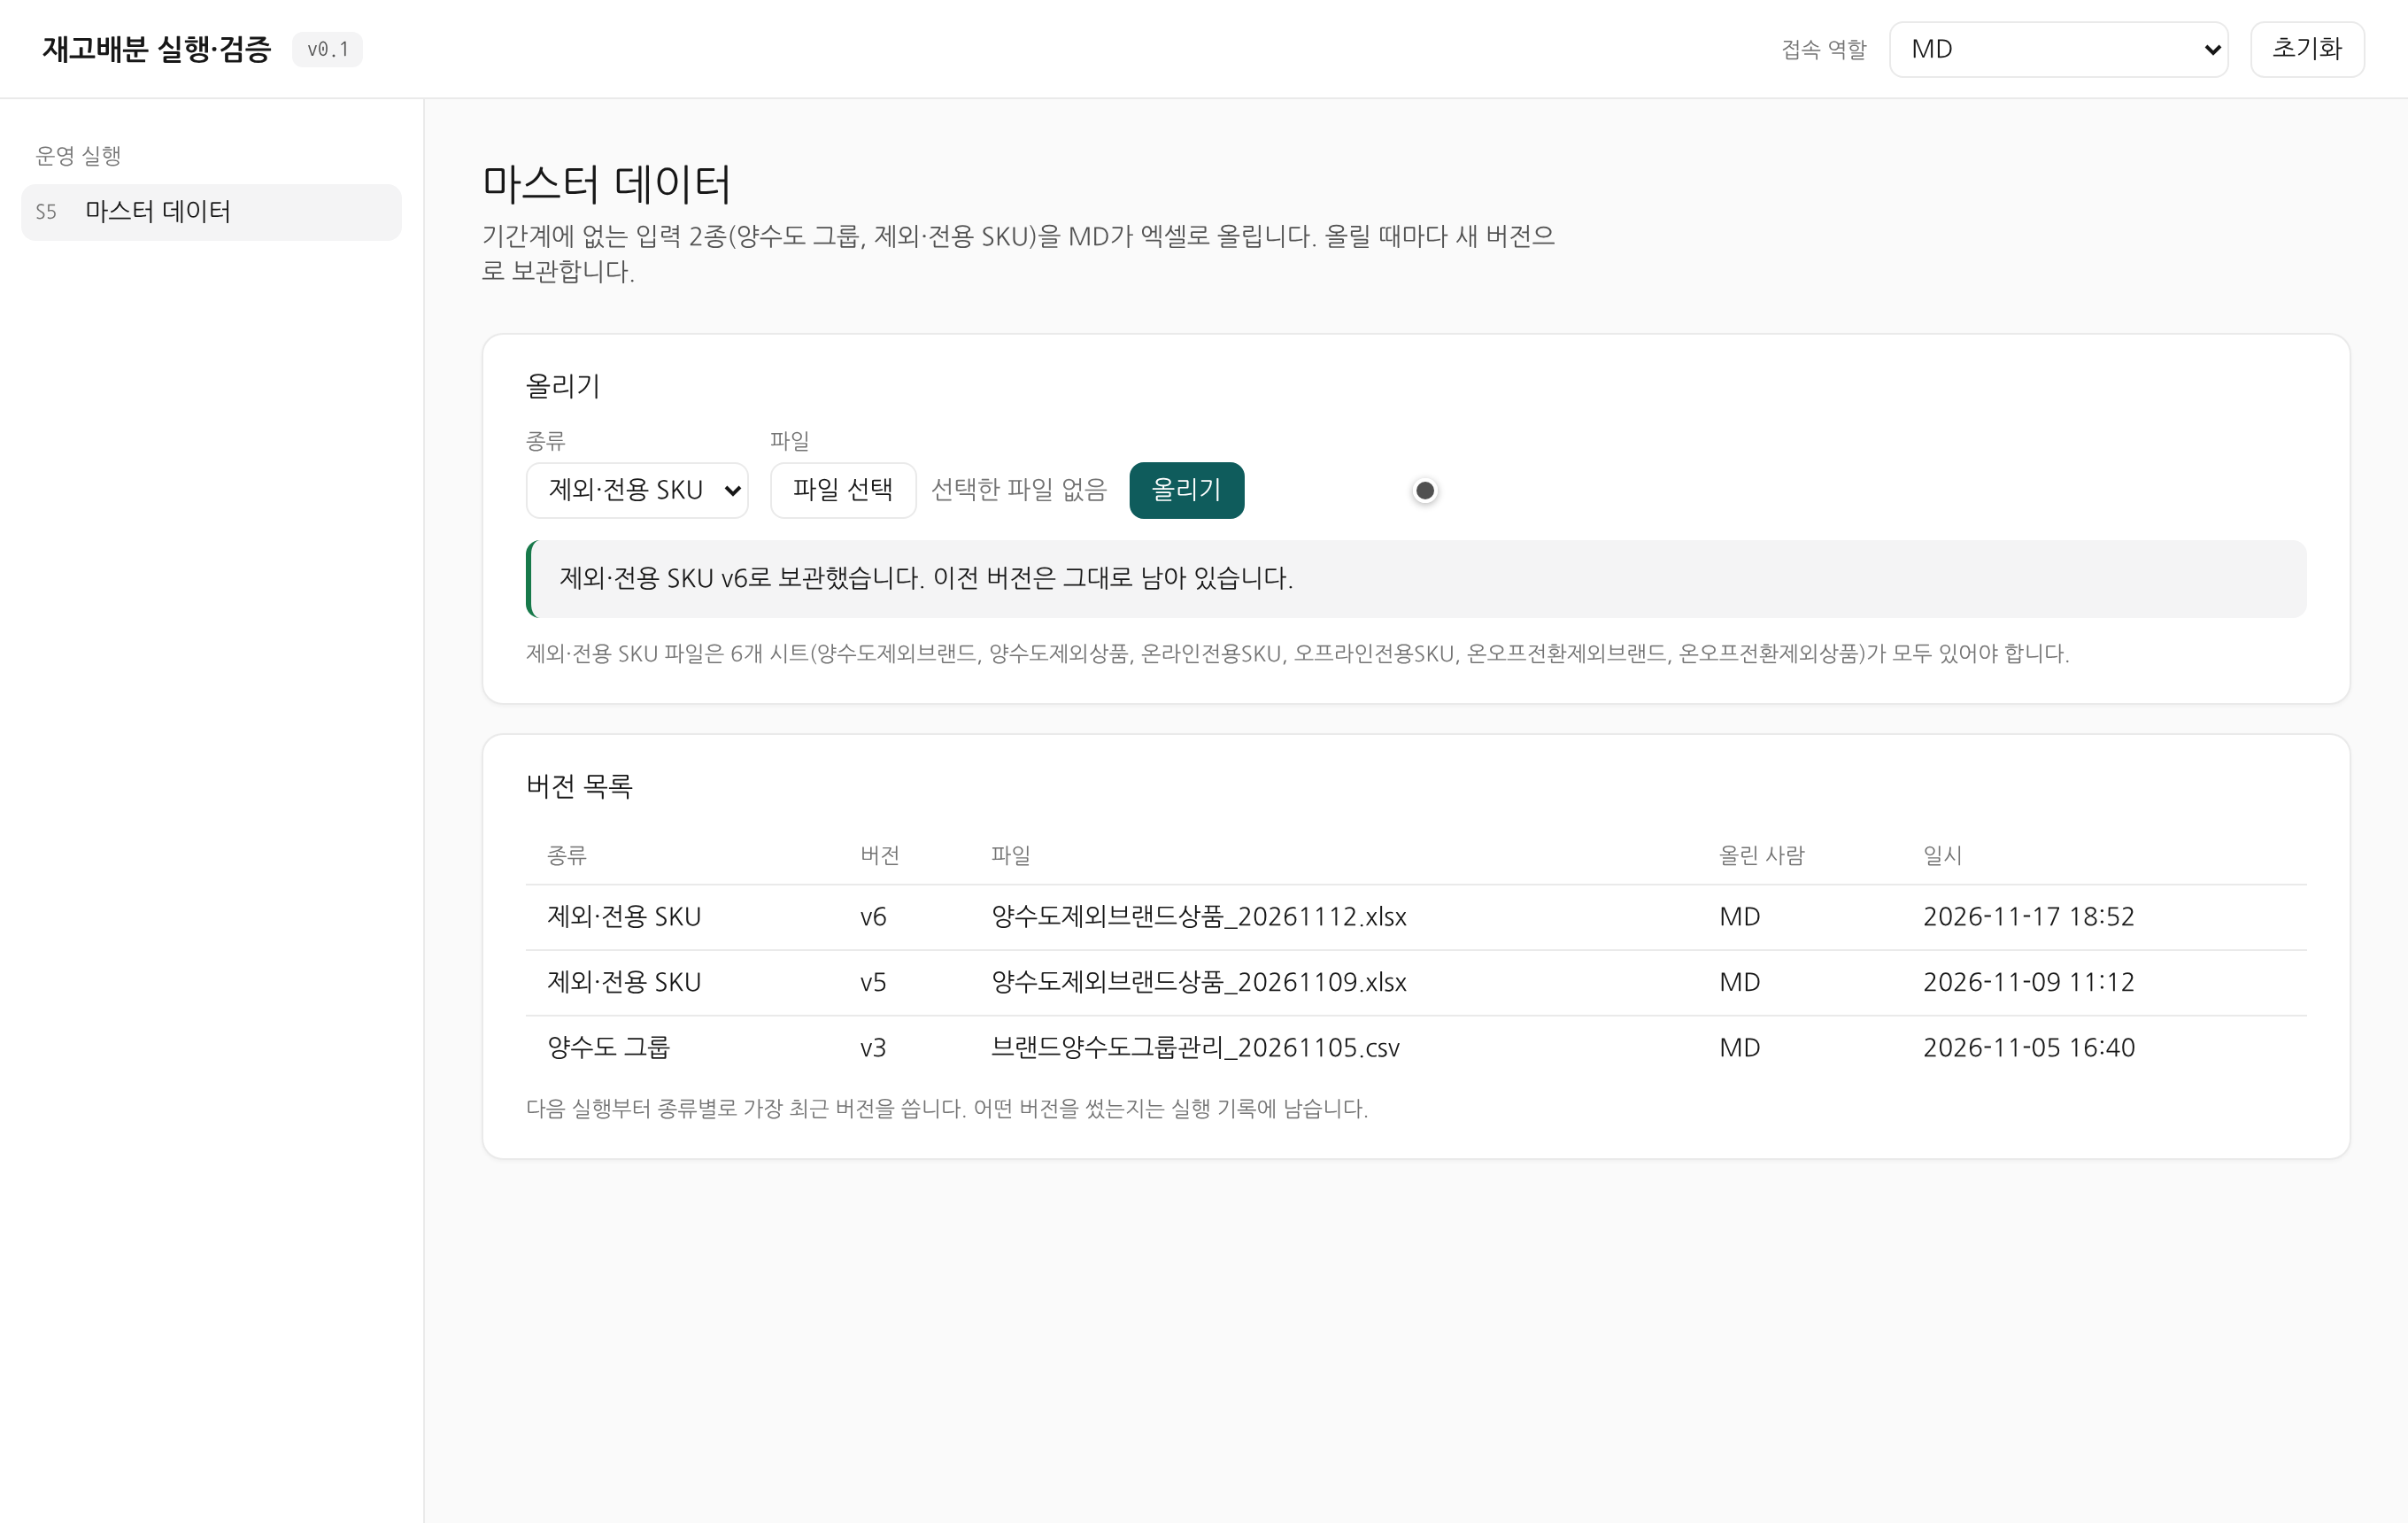 재고배분 실행·검증 v0.1 접속 역할 MD 초기화
운영 실행
S5 마스터 데이터
마스터 데이터
기간계에 없는 입력 2종(양수도 그룹, 제외·전용 SKU)을 MD가 엑셀로 올립니다. 올릴 때마다 새 버전으
로 보관합니다.
올리기
종류 파일
제외·전용 SKU 파일 선택 선택한 파일 없음 올리기
제외·전용 SKU v6로 보관했습니다. 이전 버전은 그대로 남아 있습니다.
제외·전용 SKU 파일은 6개 시트(양수도제외브랜드, 양수도제외상품, 온라인전용SKU, 오프라인전용SKU, 온오프전환제외브랜드, 온오프전환제외상품)가 모두 있어야 합니다.
버전 목록
종류 버전 파일 올린 사람 일시
제외·전용 SKU v6 양수도제외브랜드상품_20261112.xlsx MD 2026-11-17 18:52
제외·전용 SKU v5 양수도제외브랜드상품_20261109.xlsx MD 2026-11-09 11:12
양수도 그룹 v3 브랜드양수도그룹관리_20261105.csv MD 2026-11-05 16:40
다음 실행부터 종류별로 가장 최근 버전을 씁니다. 어떤 버전을 썼는지는 실행 기록에 남습니다.